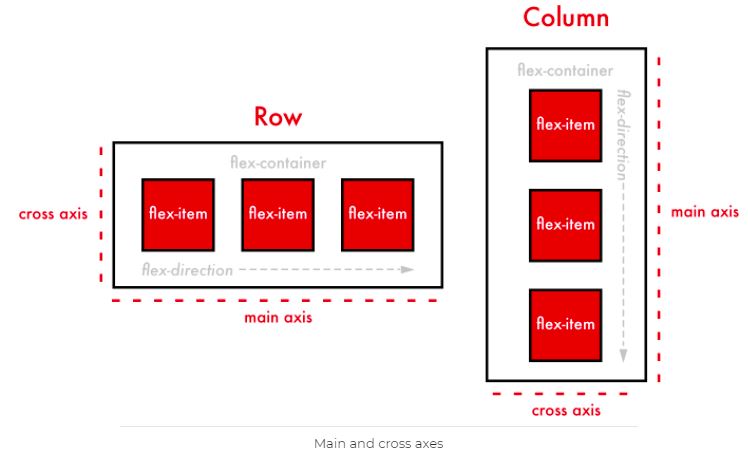 Row
flex-container
flex-item flex-item flex-item
flex-direction
cross axis
main axis
Column
flex-container
flex-direction
flex-item
flex-item
flex-item
main axis
cross axis
Main and cross axes